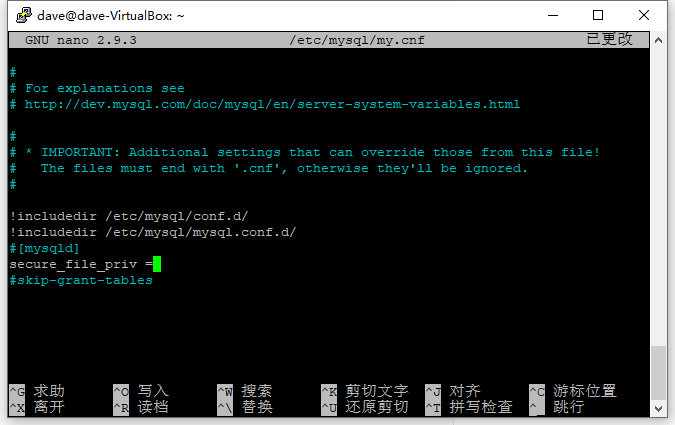 dave@dave-VirtualBox: ~
GNU nano 2.9.3 /etc/mysql/my.cnf 已更改
#
# For explanations see
# http://dev.mysql.com/doc/mysql/en/server-system-variables.html
#
# * IMPORTANT: Additional settings that can override those from this file!
#   The files must end with '.cnf', otherwise they'll be ignored.
#
!includedir /etc/mysql/conf.d/
!includedir /etc/mysql/mysql.conf.d/
#[mysqld]
secure_file_priv =
#skip-grant-tables
^G 求助 ^O 写入 ^W 搜索 ^K 剪切文字 ^J 对齐 ^C 游标位置
^X 离开 ^R 读档 ^\ 替换 ^U 还原剪切 ^T 拼写检查 ^_ 跳行